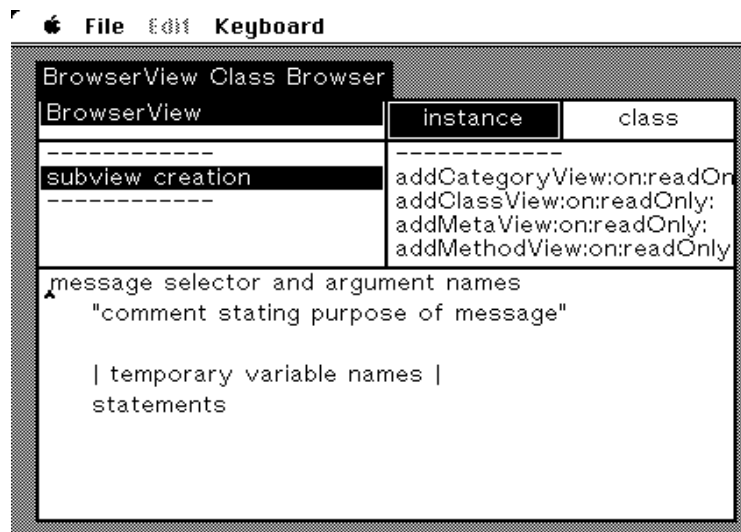 File Edit Keyboard
BrowserView Class Browser
BrowserView
instance
class
------------
subview creation
------------
------------
addCategoryView:on:readOn
addClassView:on:readOnly:
addMetaView:on:readOnly:
addMethodView:on:readOnly
message selector and argument names
"comment stating purpose of message"
| temporary variable names |
statements